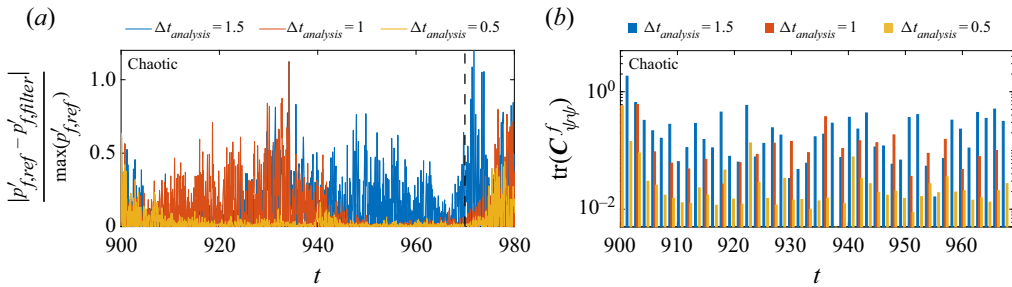 (a)
Δt_analysis = 1.5 Δt_analysis = 1 Δt_analysis = 0.5
Chaotic
|p′_f,ref − p′_f,filter|
max(p′_f,ref)
1.0
0.5
0
900 920 940 960 980
t
(b)
Δt_analysis = 1.5 Δt_analysis = 1 Δt_analysis = 0.5
Chaotic
tr(C^f_ψψ)
10^0
10^−2
900 910 920 930 940 950 960
t